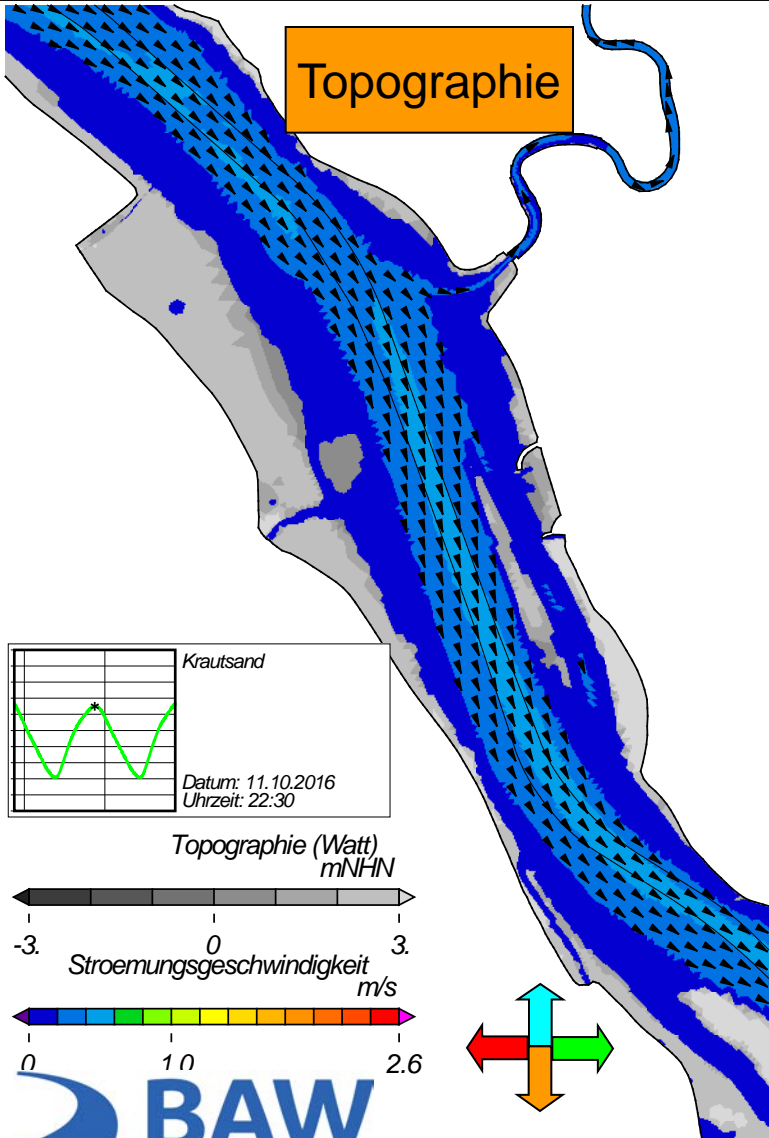 Topographie
Krautsand
Datum: 11.10.2016
Uhrzeit: 22:30
Topographie (Watt)
mNHN
-3. 0 3.
Stroemungsgeschwindigkeit
m/s
0 1.0 2.6
BAW